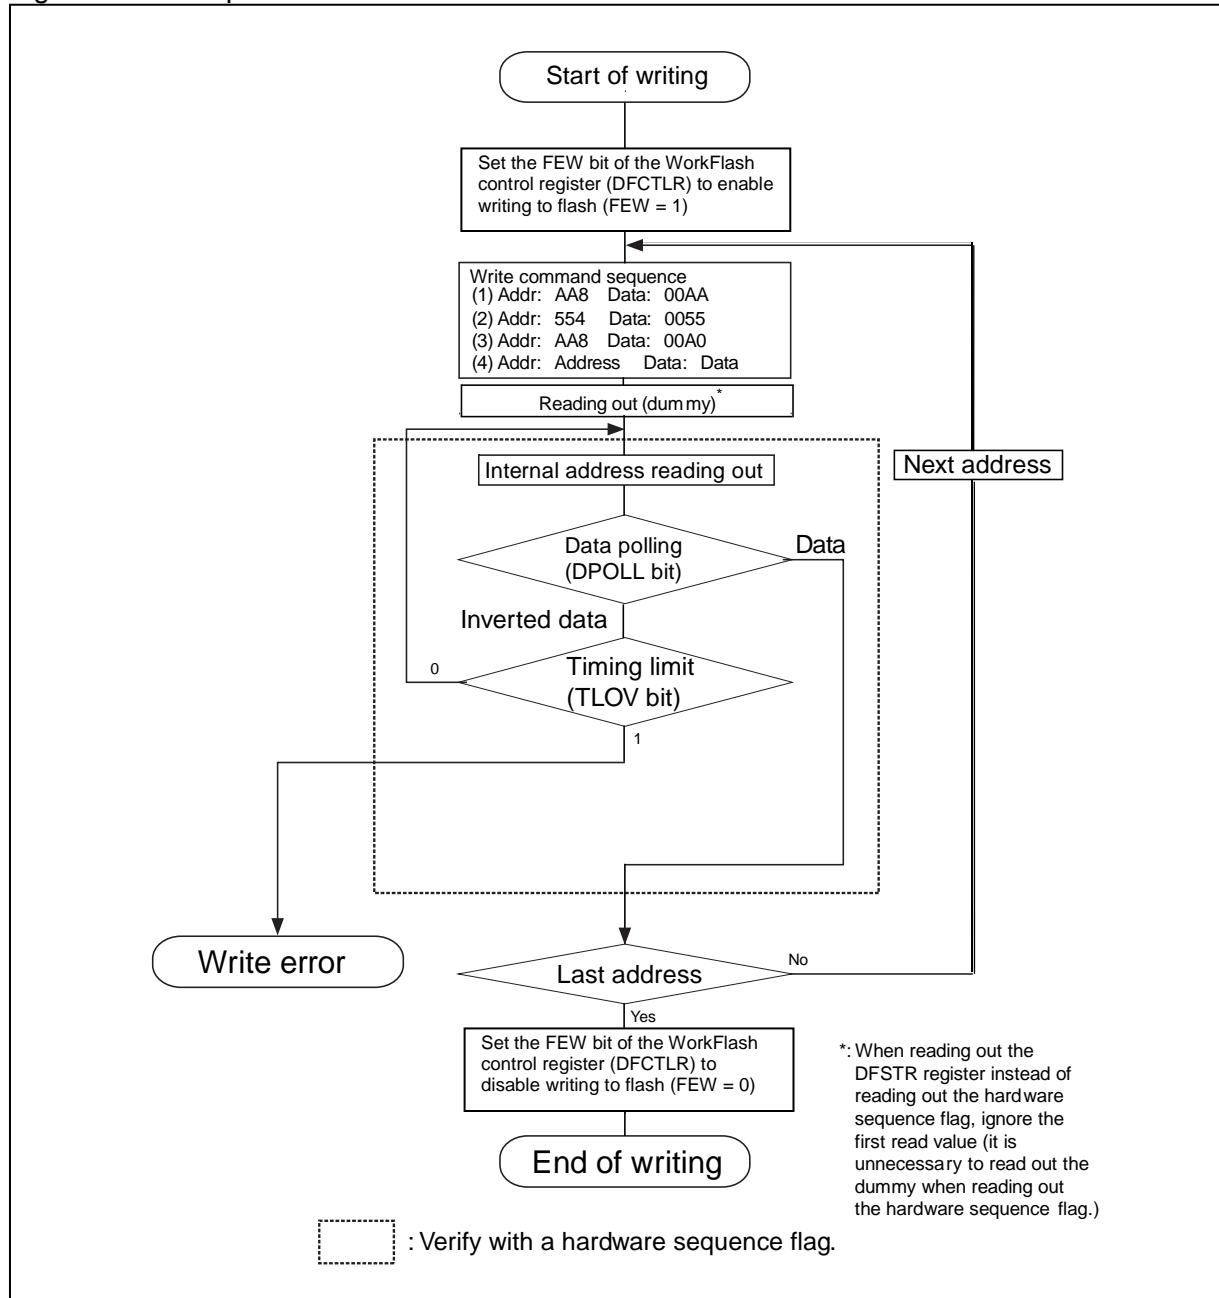 Start of writing
Set the FEW bit of the WorkFlash
control register (DFCTLR) to enable
writing to flash (FEW = 1)
Write command sequence
(1) Addr: AA8 Data: 00AA
(2) Addr: 554 Data: 0055
(3) Addr: AA8 Data: 00A0
(4) Addr: Address Data: Data
Reading out (dummy)*
Internal address reading out
Next address
Data polling
(DPOLL bit)
Data
Inverted data
Timing limit
(TLOV bit)
0
1
Write error
Last address
No
Yes
Set the FEW bit of the WorkFlash
control register (DFCTLR) to
disable writing to flash (FEW = 0)
End of writing
*: When reading out the
DFSTR register instead of
reading out the hardware
sequence flag, ignore the
first read value (it is
unnecessary to read out the
dummy when reading out
the hardware sequence flag.)
: Verify with a hardware sequence flag.